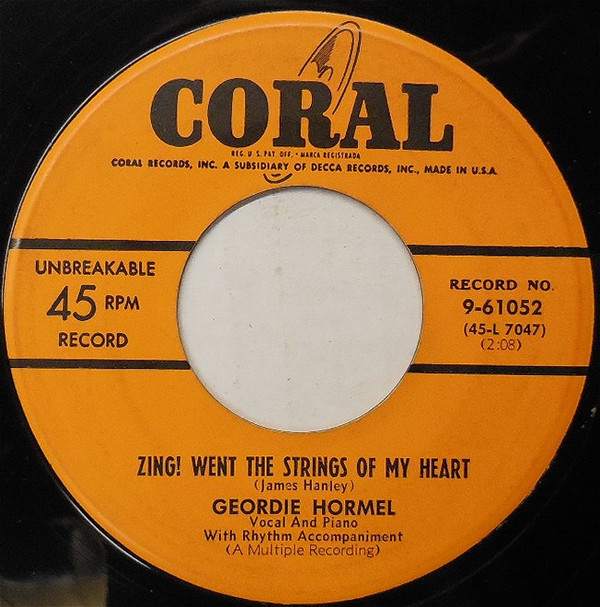 CORAL
REG. U.S. PAT. OFF. • MARCA REGISTRADA
CORAL RECORDS, INC. A SUBSIDIARY OF DECCA RECORDS, INC., MADE IN U.S.A.
UNBREAKABLE
45 RPM
RECORD
RECORD NO.
9-61052
(45-L 7047)
(2:08)
ZING! WENT THE STRINGS OF MY HEART
(James Hanley)
GEORDIE HORMEL
Vocal And Piano
With Rhythm Accompaniment
(A Multiple Recording)